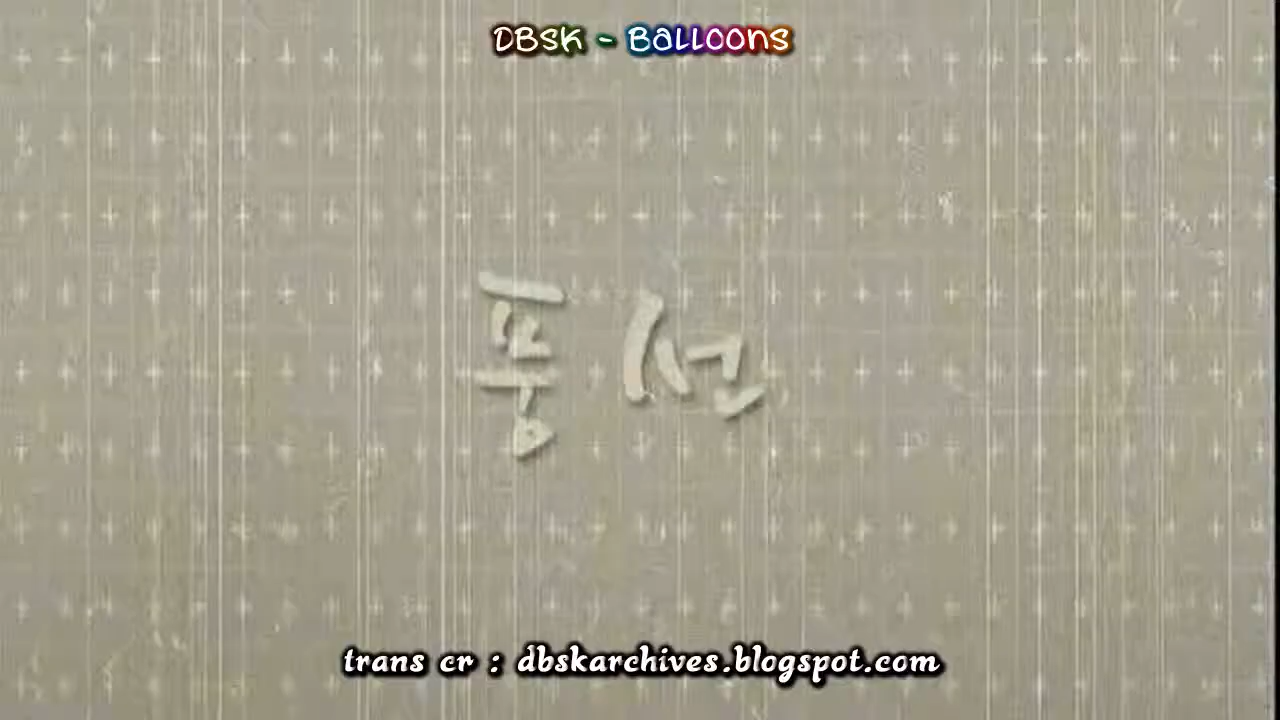 DBSK - Balloons
풍선
trans cr : dbskarchives.blogspot.com